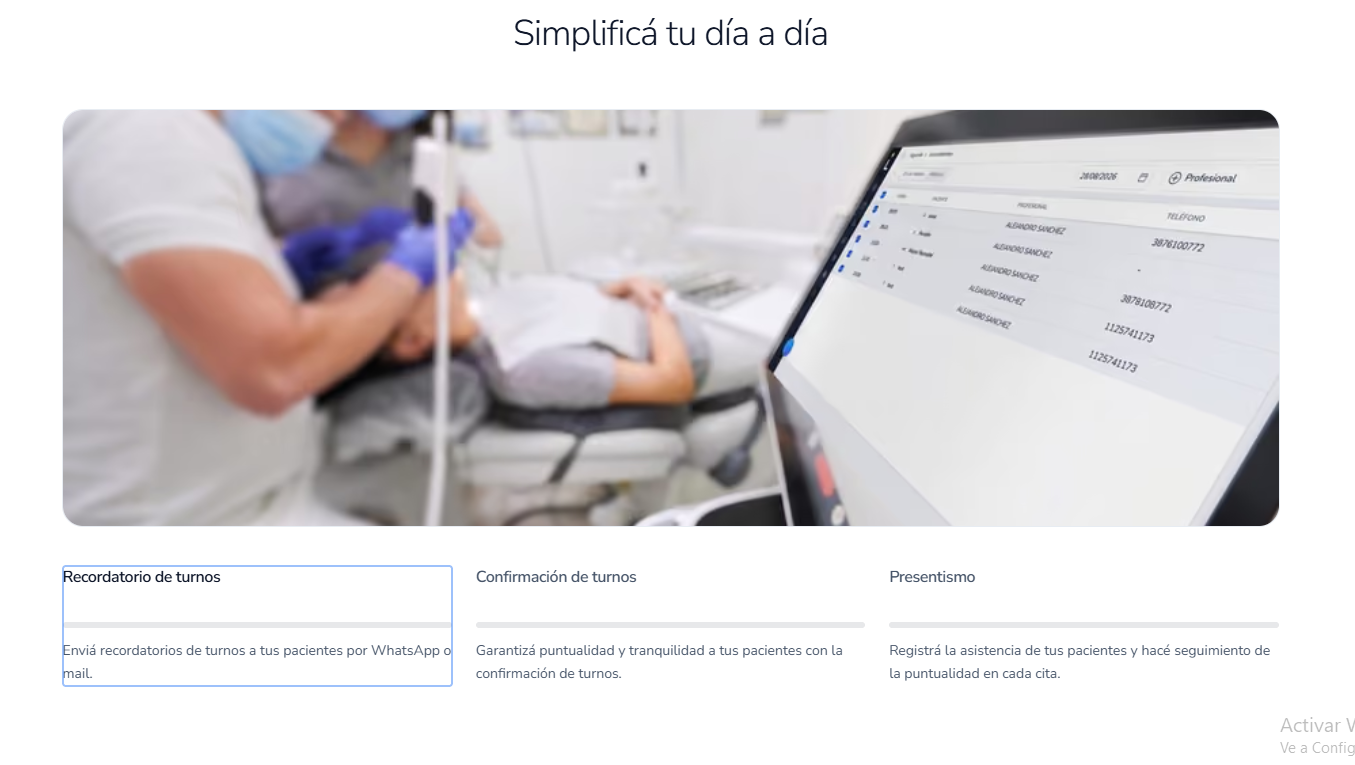 Simplificá tu día a día
28/08/2026
Profesional
PROFESIONAL
TELÉFONO
ALEJANDRO SANCHEZ
3876100772
ALEJANDRO SANCHEZ
-
ALEJANDRO SANCHEZ
3878108772
ALEJANDRO SANCHEZ
1125741173
ALEJANDRO SANCHEZ
1125741173
Recordatorio de turnos
Confirmación de turnos
Presentismo
Enviá recordatorios de turnos a tus pacientes por WhatsApp o
mail.
Garantizá puntualidad y tranquilidad a tus pacientes con la
confirmación de turnos.
Registrá la asistencia de tus pacientes y hacé seguimiento de
la puntualidad en cada cita.
Activar W
Ve a Config